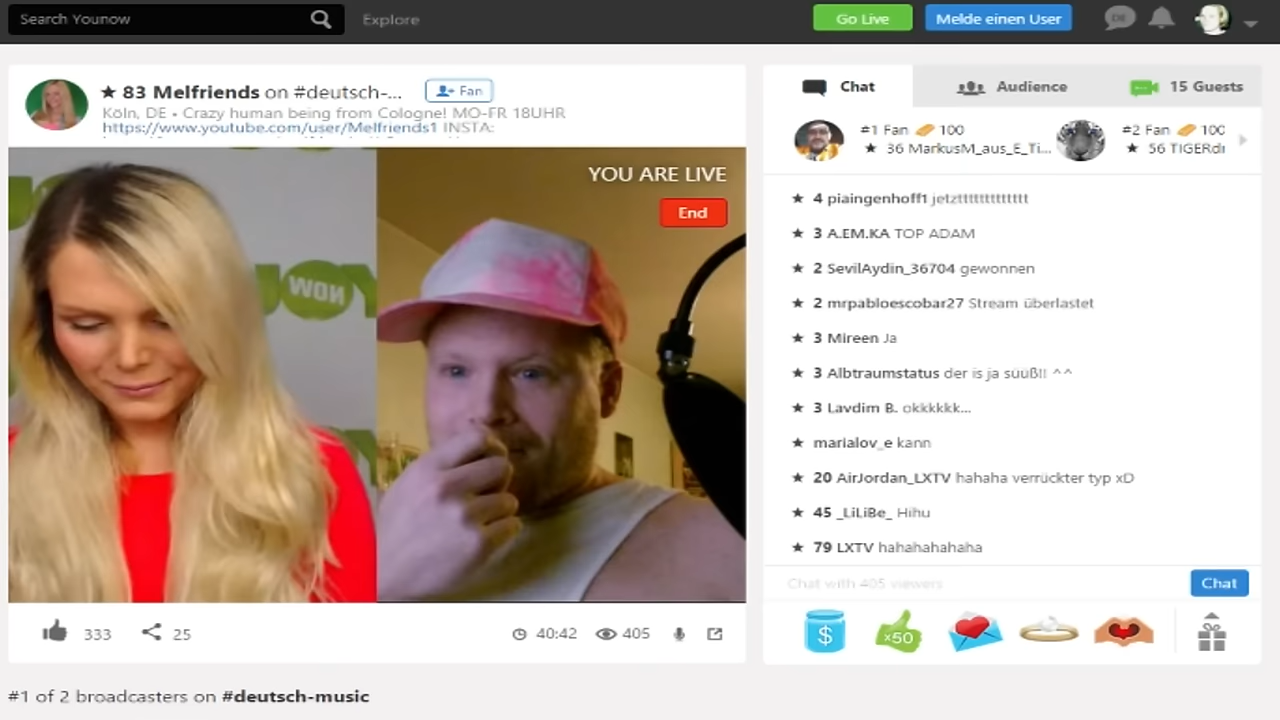 Search Younow
Explore
Go Live
Melde einen User
DE
★ 83 Melfriends on #deutsch-...
Fan
Köln, DE • Crazy human being from Cologne! MO-FR 18UHR
https://www.youtube.com/user/Melfriends1 INSTA:
YOU ARE LIVE
End
333
25
40:42
405
#1 of 2 broadcasters on #deutsch-music
Chat
Audience
15 Guests
#1 Fan 100
★ 36 MarkusM_aus_E_Ti...
#2 Fan 100
★ 56 TIGERdi
★ 4 piaingenhoff1 jetzttttttttttttt
★ 3 A.EM.KA TOP ADAM
★ 2 SevilAydin_36704 gewonnen
★ 2 mrpabloescobar27 Stream überlastet
★ 3 Mireen Ja
★ 3 Albtraumstatus der is ja süüß!! ^^
★ 3 Lavdim B. okkkkkk...
★ marialov_e kann
★ 20 AirJordan_LXTV hahaha verrückter typ xD
★ 45 _LiLiBe_ Hihu
★ 79 LXTV hahahahahaha
Chat with 405 viewers
Chat
$
x50